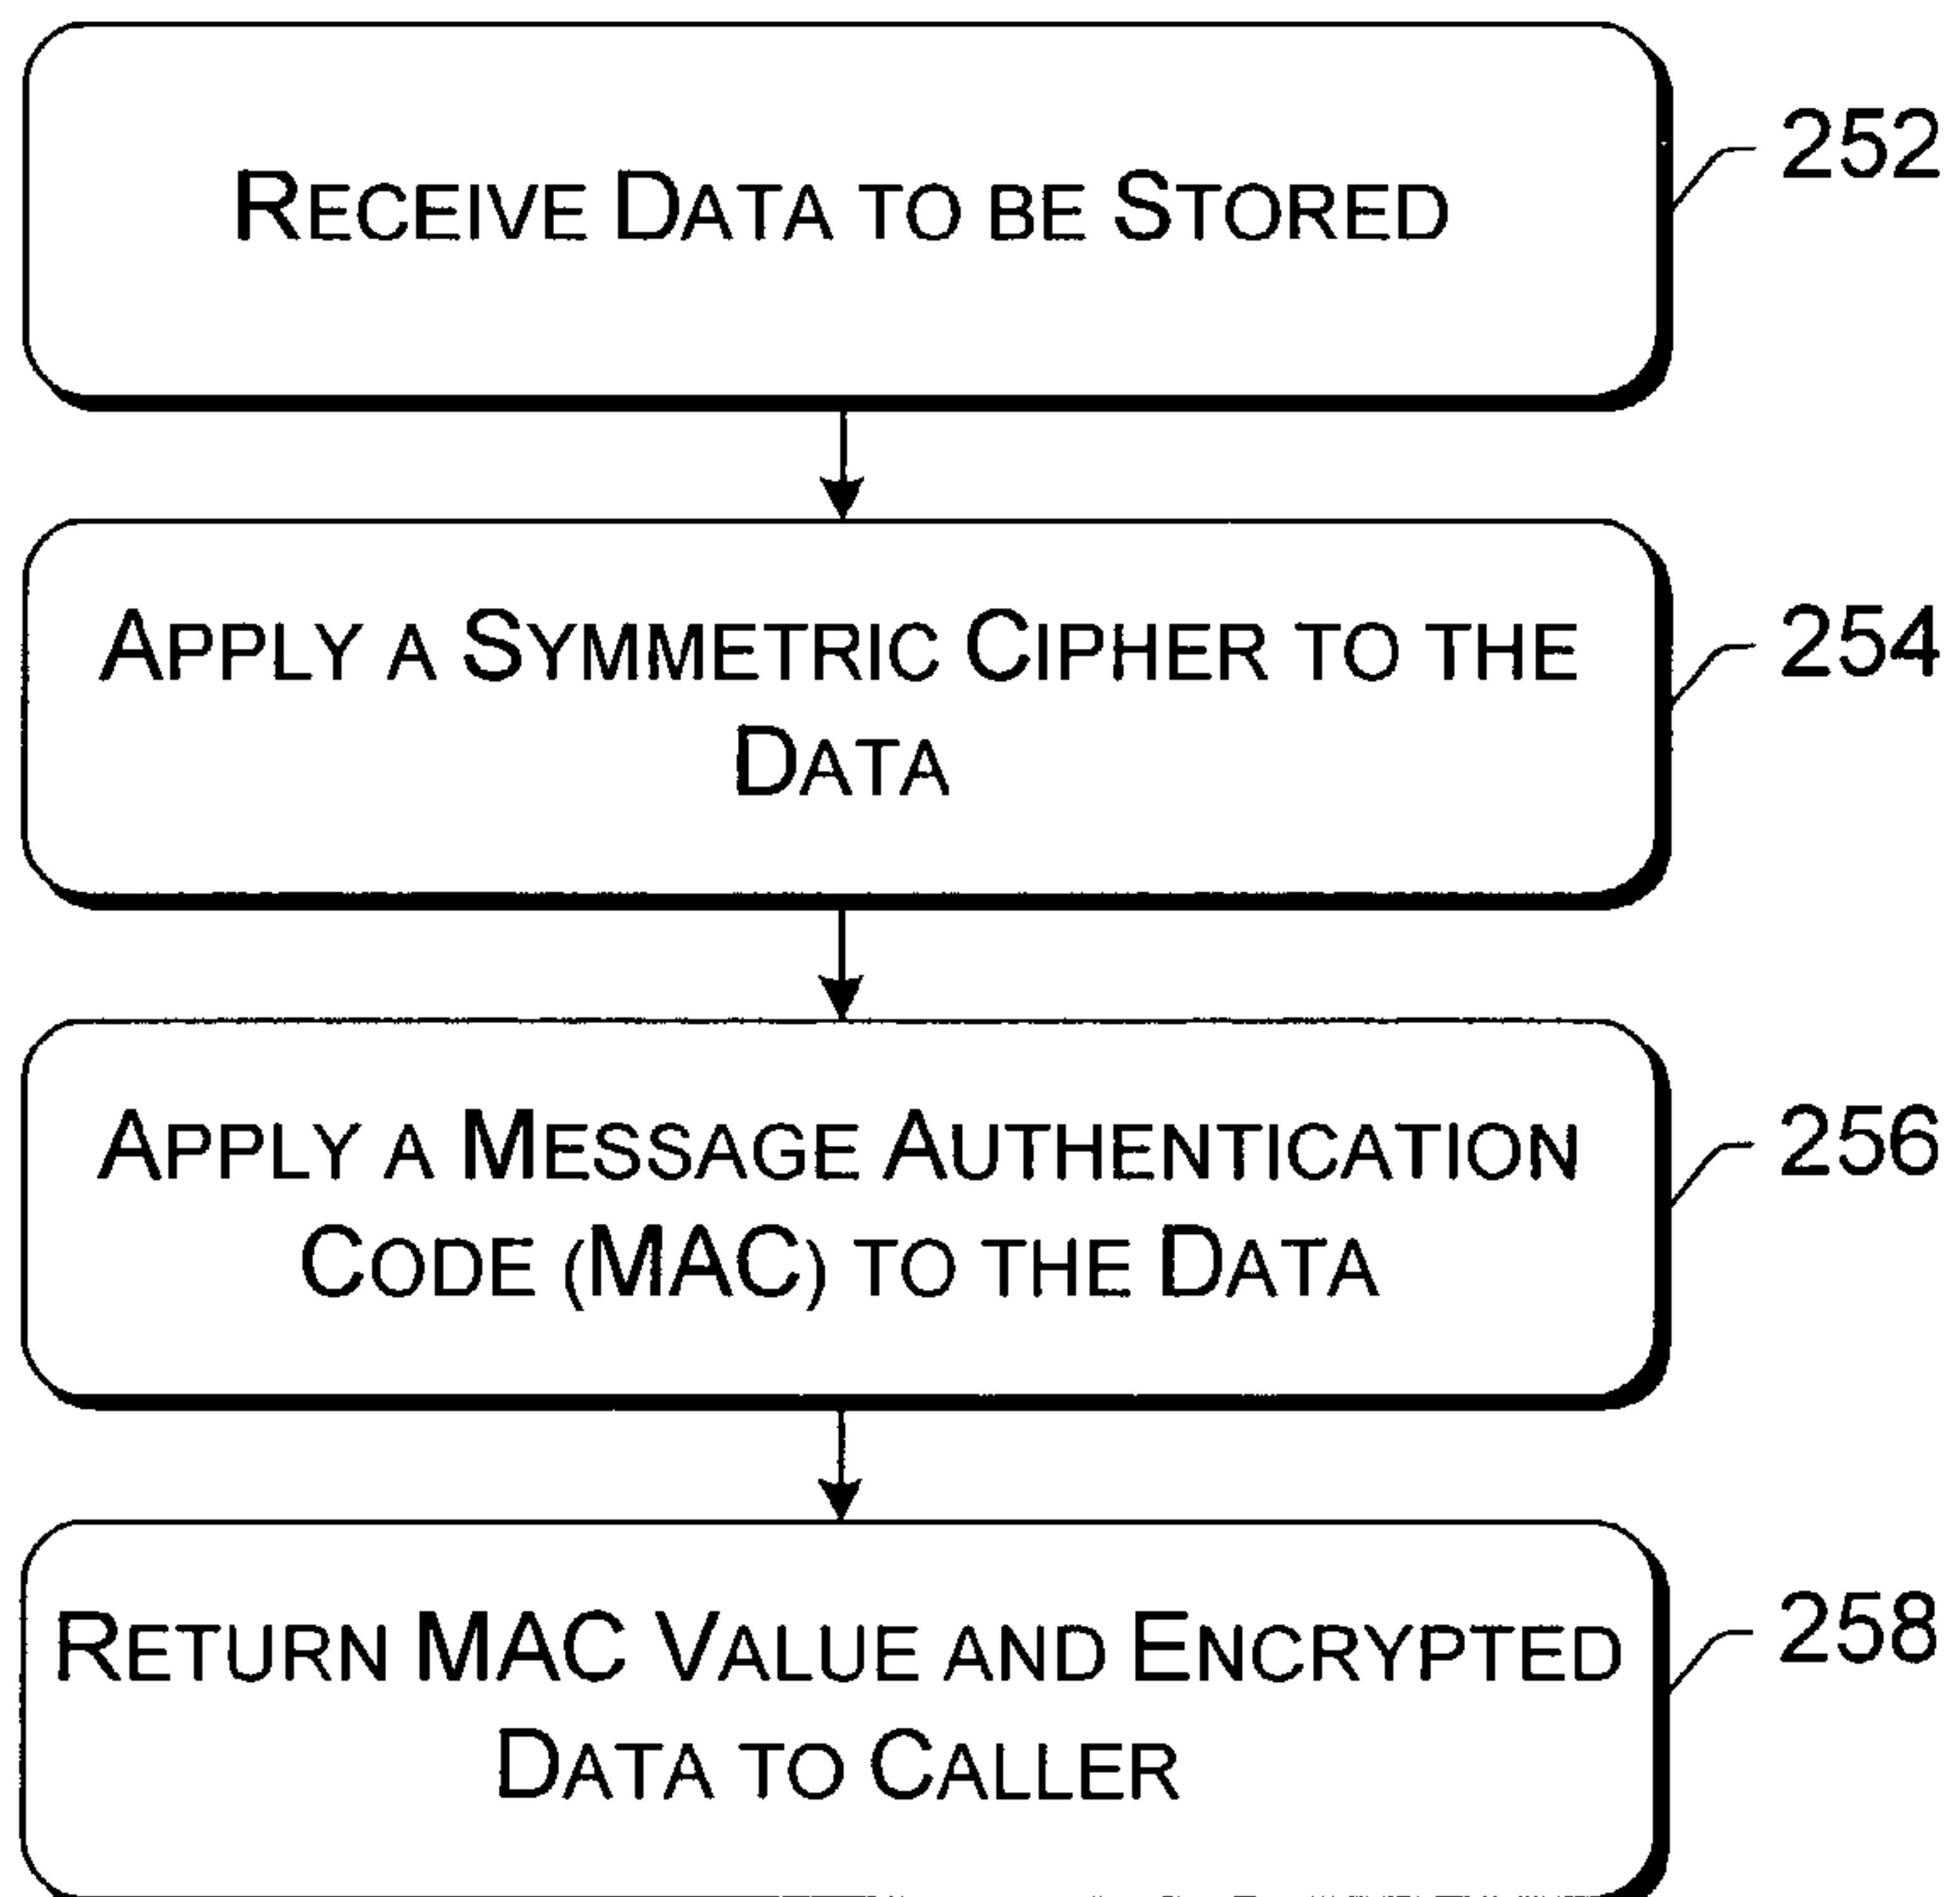 RECEIVE DATA TO BE STORED
252
APPLY A SYMMETRIC CIPHER TO THE
DATA
254
APPLY A MESSAGE AUTHENTICATION
CODE (MAC) TO THE DATA
256
RETURN MAC VALUE AND ENCRYPTED
DATA TO CALLER
258